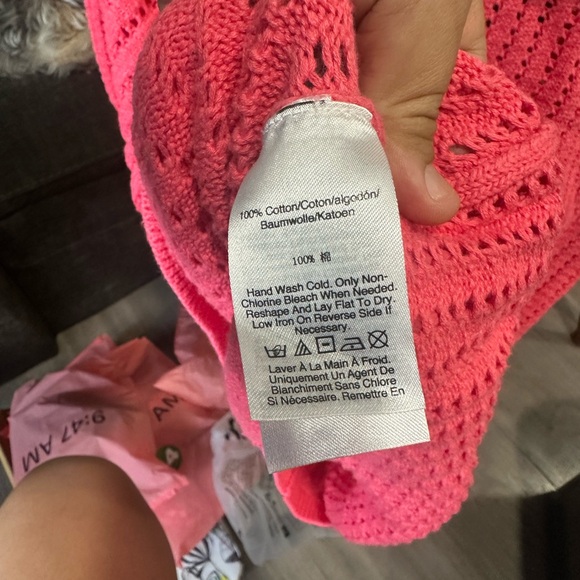 100% Cotton/Coton/algodón/
Baumwolle/Katoen
100% 棉
Hand Wash Cold. Only Non-
Chlorine Bleach When Needed.
Reshape And Lay Flat To Dry.
Low Iron On Reverse Side If
Necessary.
Laver À La Main À Froid.
Uniquement Un Agent De
Blanchiment Sans Chlore
Si Nécessaire. Remettre En
9:47 AM
AM